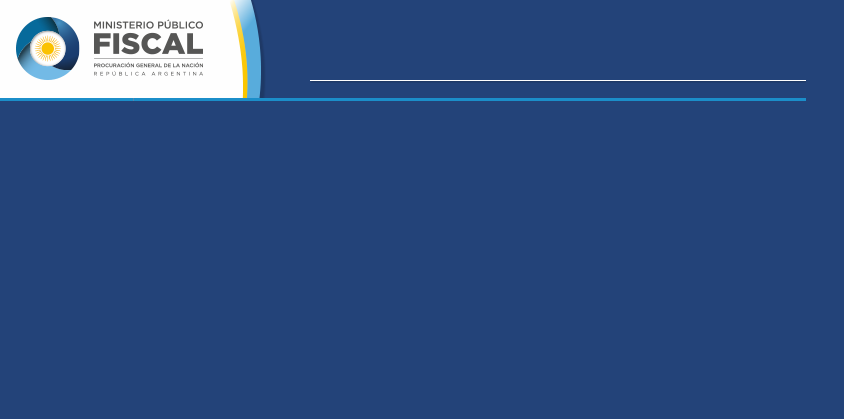 MINISTERIO PÚBLICO
FISCAL
PROCURACIÓN GENERAL DE LA NACIÓN
REPÚBLICA ARGENTINA